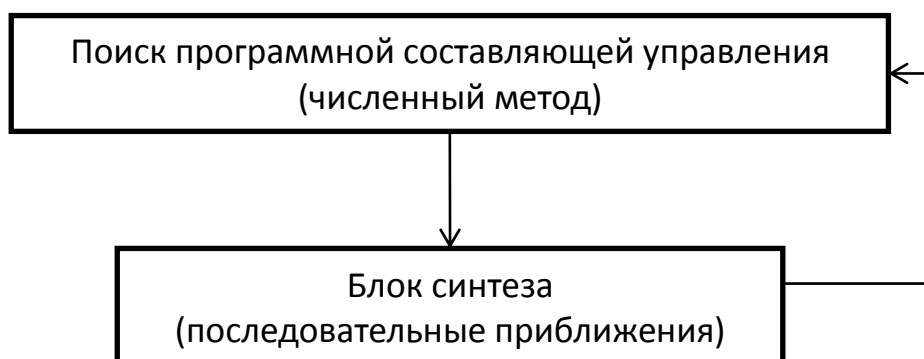 Поиск программной составляющей управления
(численный метод)
Блок синтеза
(последовательные приближения)